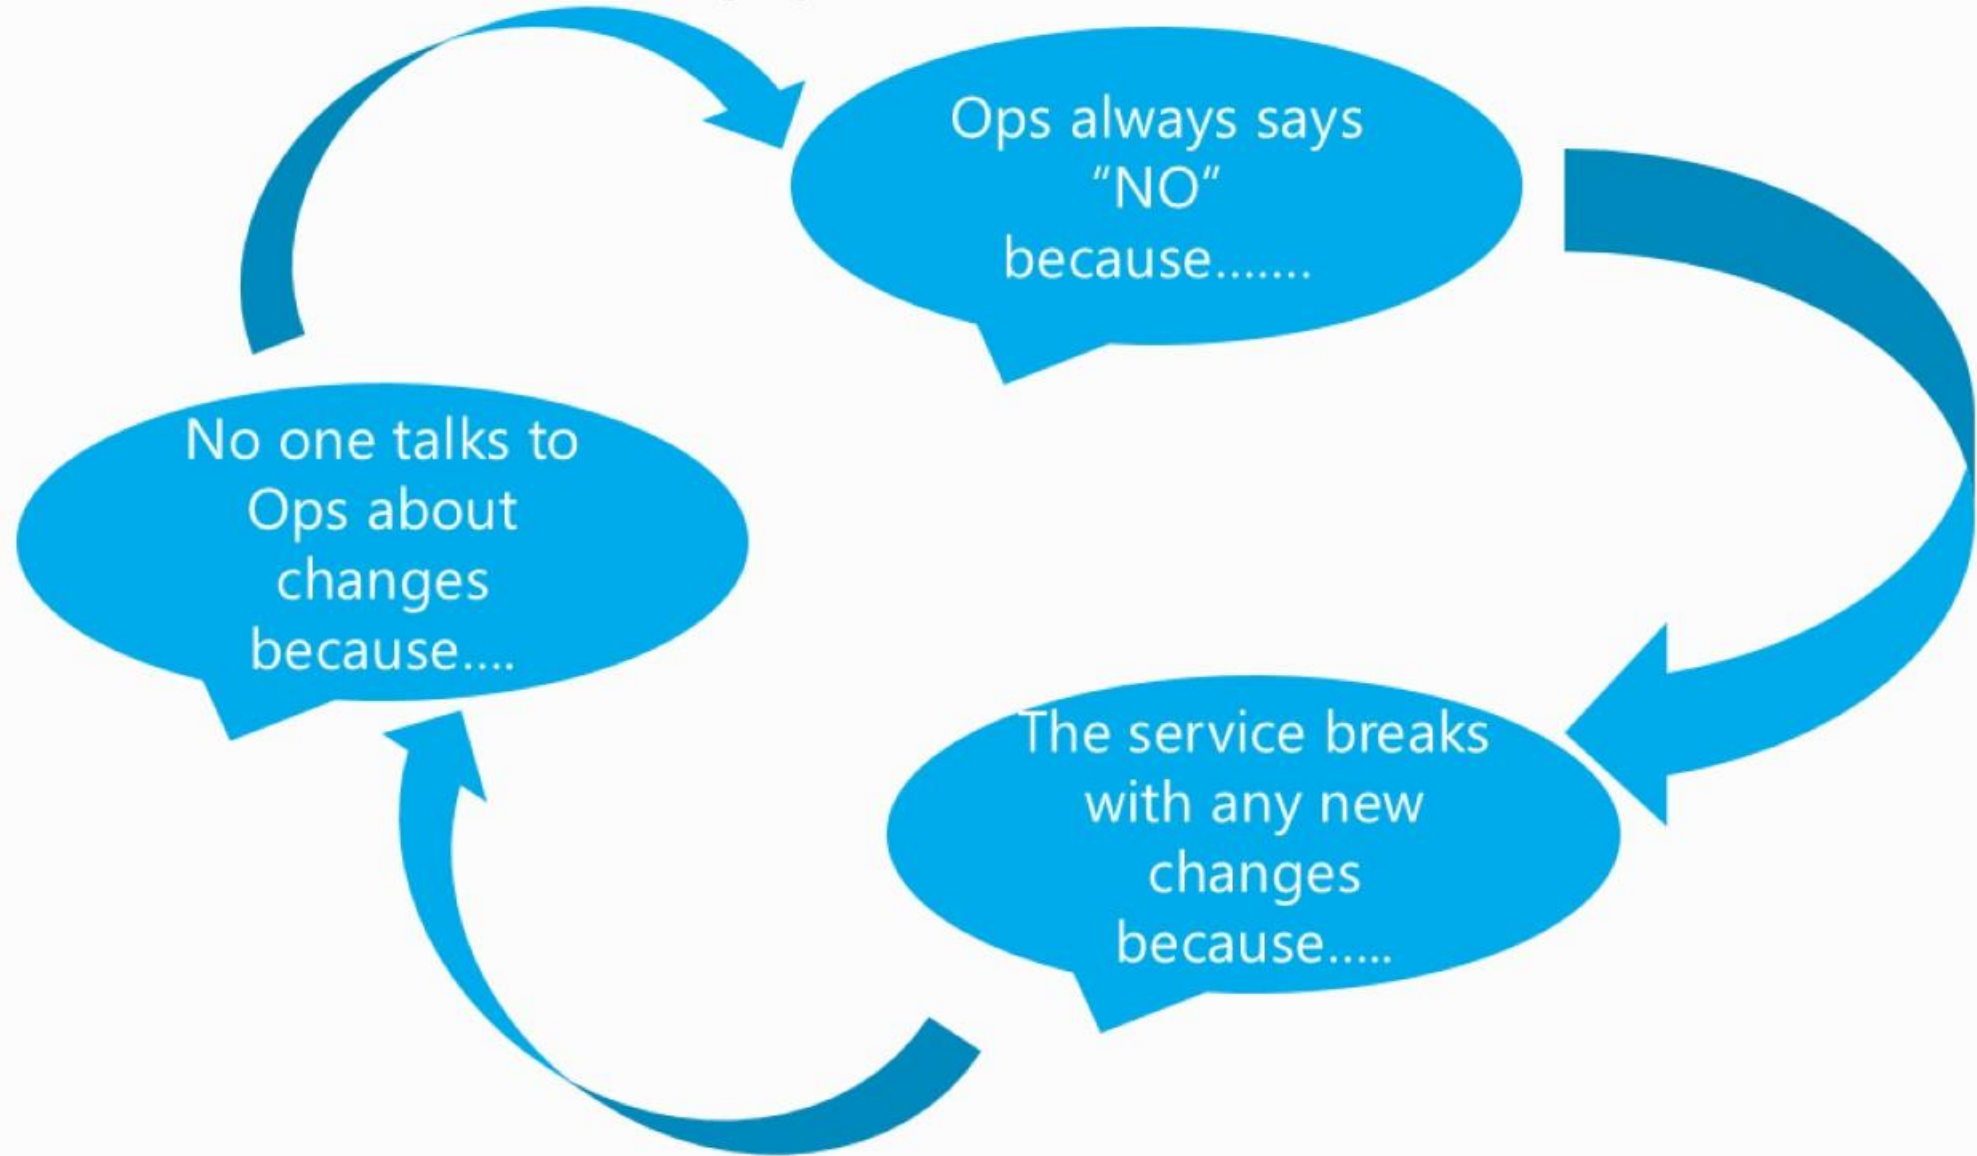 Ops always says
"NO"
because.......
The service breaks
with any new
changes
because.....
No one talks to
Ops about
changes
because....